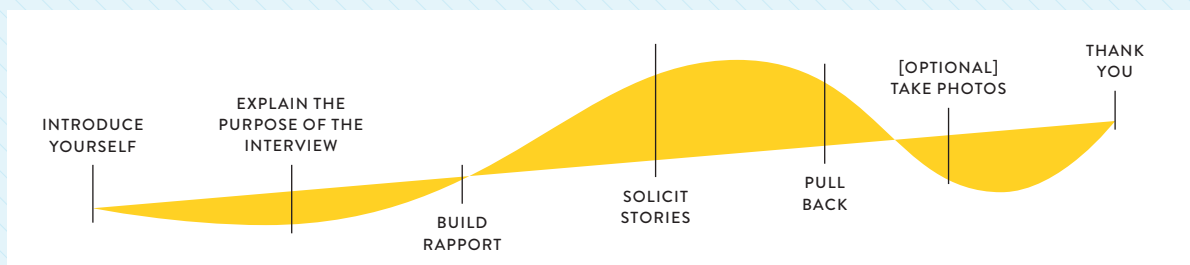 INTRODUCE
YOURSELF
EXPLAIN THE
PURPOSE OF THE
INTERVIEW
BUILD
RAPPORT
SOLICIT
STORIES
PULL
BACK
[OPTIONAL]
TAKE PHOTOS
THANK
YOU